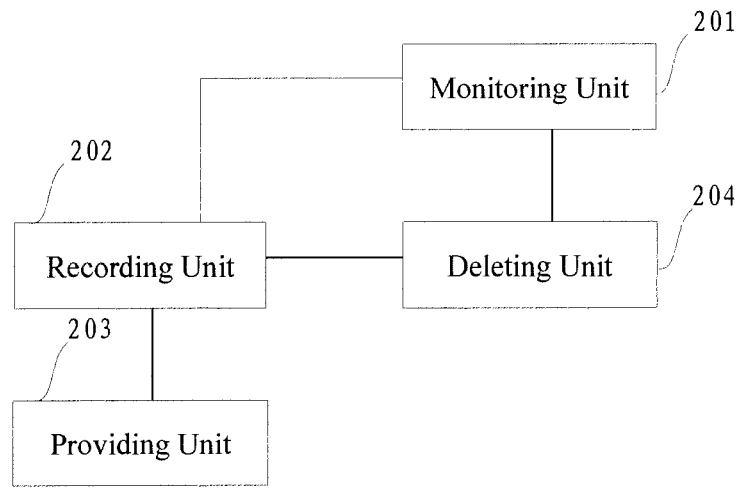 201
Monitoring Unit
202
204
Recording Unit
Deleting Unit
203
Providing Unit